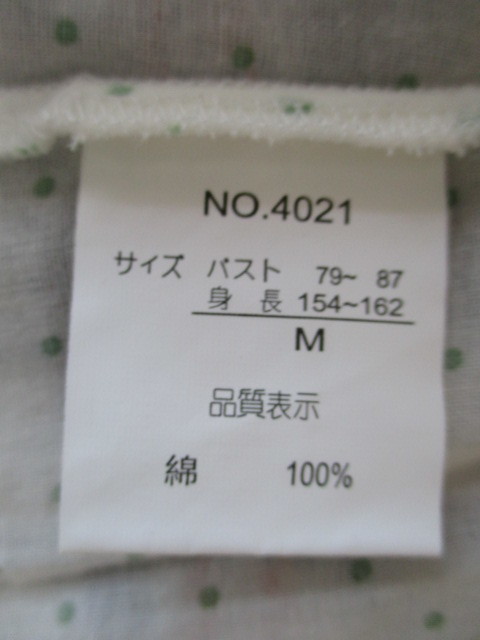 NO.4021
サイズ バスト 79~ 87
身 長 154~162
M
品質表示
綿 100%